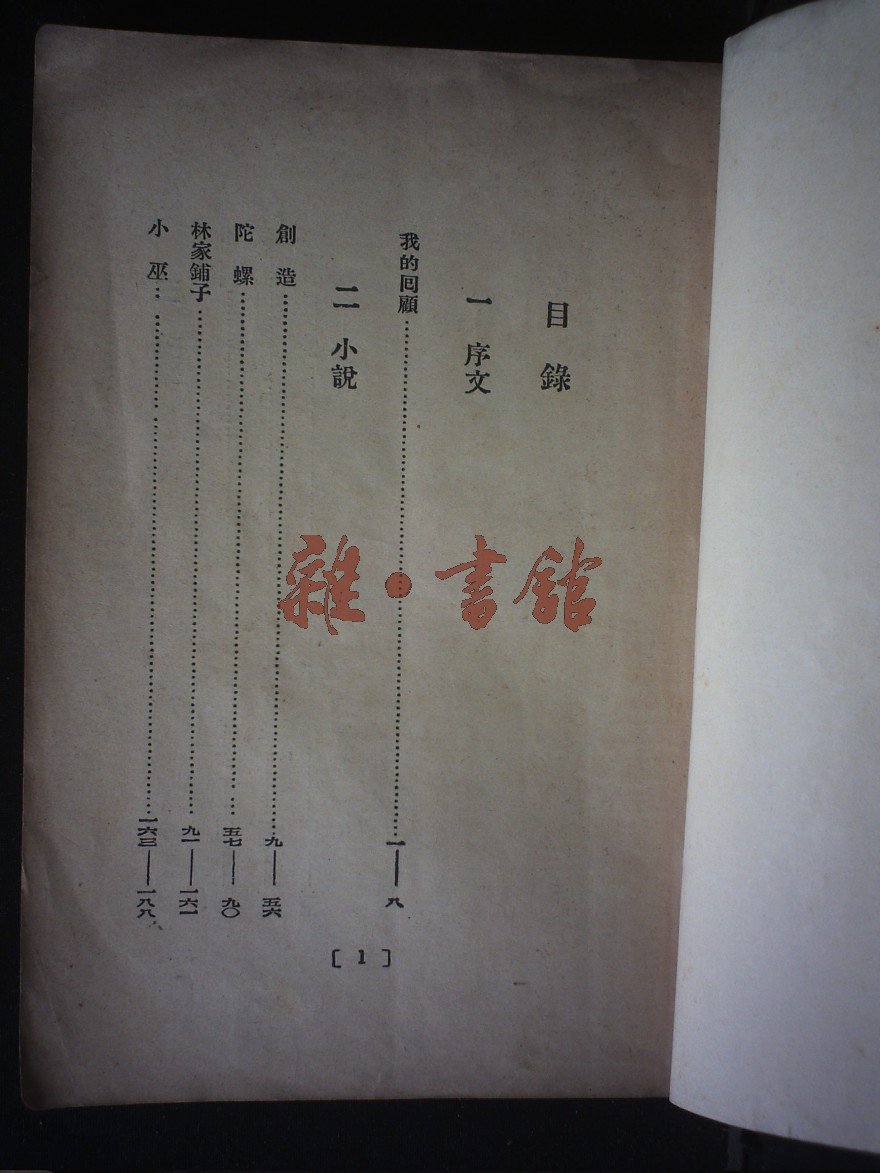 目錄
一 序文
我的囘顧……一——八
二 小說
創造……九——五六
陀螺……五七——九〇
林家鋪子……九一——一六一
小巫……一六三——一八八
[1]
雜·書館